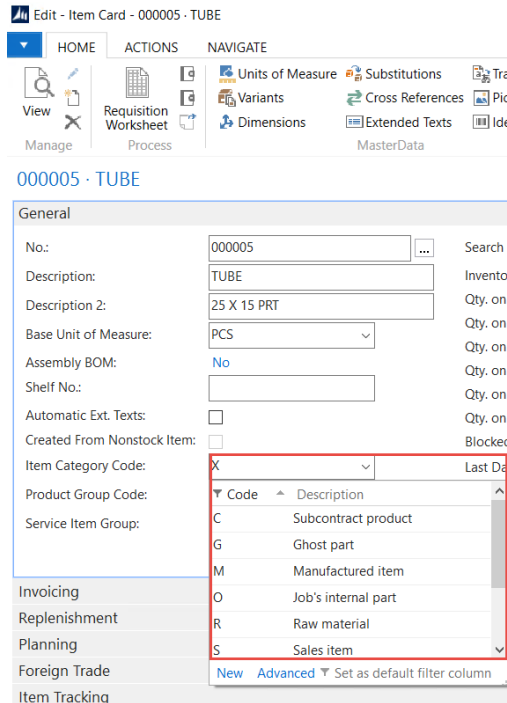 Edit - Item Card - 000005 · TUBE
HOME ACTIONS NAVIGATE
View
Requisition Worksheet
Units of Measure
Variants
Dimensions
Substitutions
Cross References
Extended Texts
Tra
Pic
Ide
Manage Process MasterData
000005 · TUBE
General
No.: 000005 ... Search
Description: TUBE Invento
Description 2: 25 X 15 PRT Qty. on
Qty. on
Base Unit of Measure: PCS Qty. on
Assembly BOM: No Qty. on
Shelf No.: Qty. on
Automatic Ext. Texts: Qty. on
Created From Nonstock Item: Blocked
Item Category Code: X Last Da
Product Group Code: Code Description
C Subcontract product
Service Item Group:
G Ghost part
M Manufactured item
Invoicing
O Job's internal part
Replenishment
R Raw material
Planning
S Sales item
Foreign Trade New Advanced Set as default filter column
Item Tracking